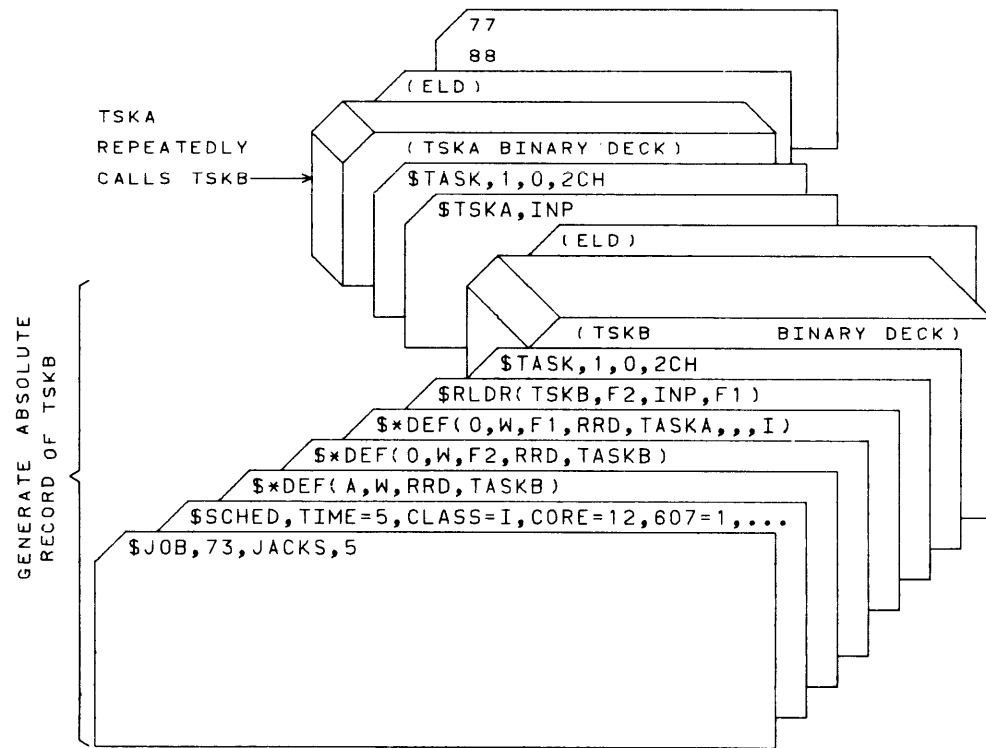 77
88
(ELD)
TSKA
REPEATEDLY
CALLS TSKB
(TSKA BINARY DECK)
$TASK,1,0,2CH
$TSKA,INP
(ELD)
(TSKB BINARY DECK)
$TASK,1,0,2CH
$RLDR(TSKB,F2,INP,F1)
$*DEF(O,W,F1,RRD,TASKA,,,I)
$*DEF(O,W,F2,RRD,TASKB)
$*DEF(A,W,RRD,TASKB)
$SCHED,TIME=5,CLASS=I,CORE=12,607=1,...
$JOB,73,JACKS,5
GENERATE ABSOLUTE
RECORD OF TSKB